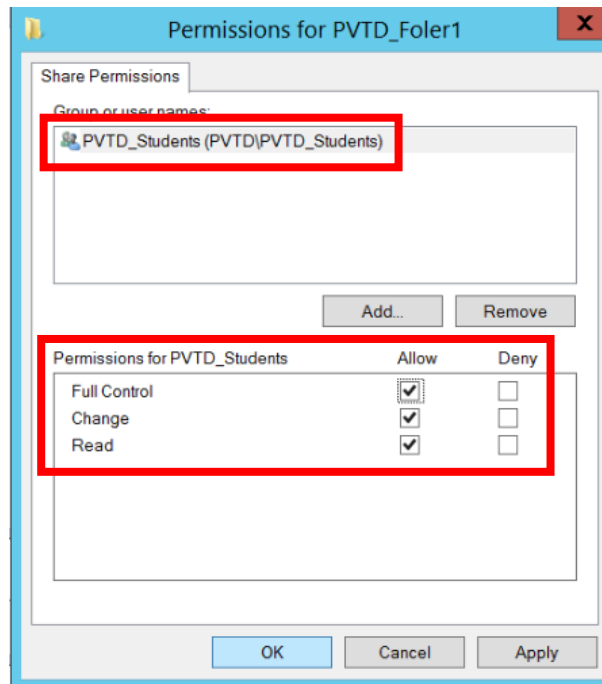 Permissions for PVTD_Foler1
X
Share Permissions
Group or user names:
PVTD_Students (PVTD\PVTD_Students)
Add... Remove
Permissions for PVTD_Students Allow Deny
Full Control
Change
Read
OK Cancel Apply